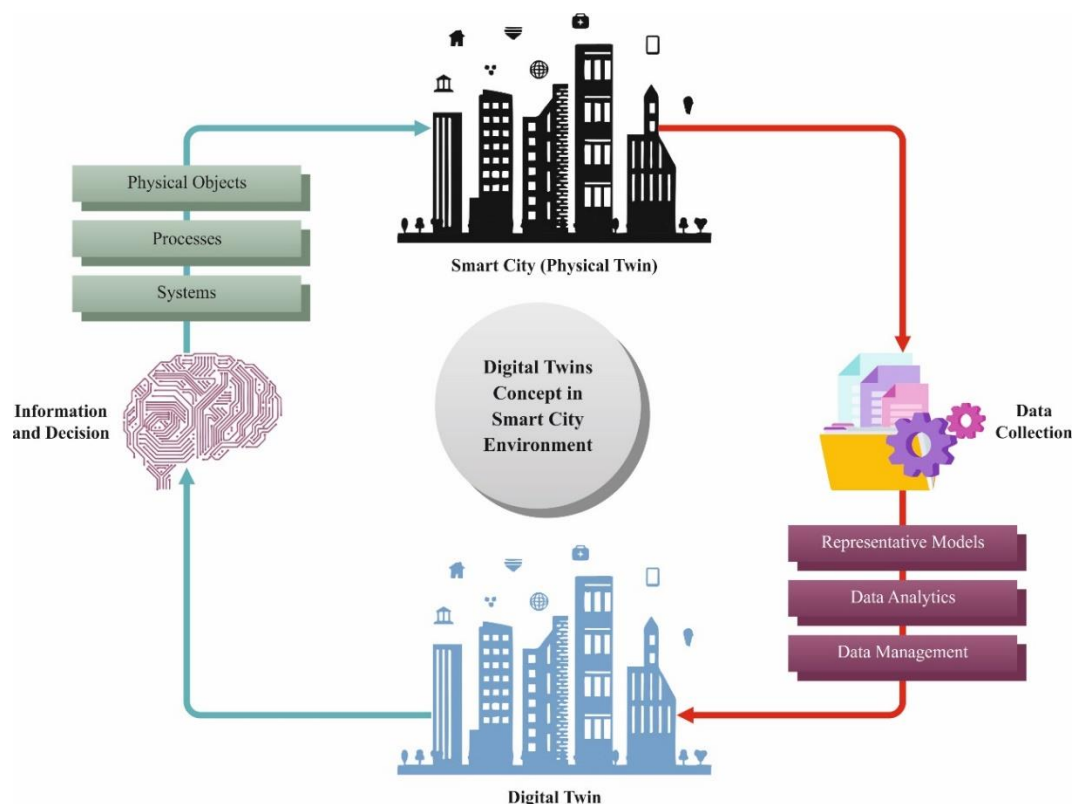 Physical Objects
Processes
Systems
Smart City (Physical Twin)
Digital Twins
Concept in
Smart City
Environment
Information
and Decision
Data
Collection
Representative Models
Data Analytics
Data Management
Digital Twin